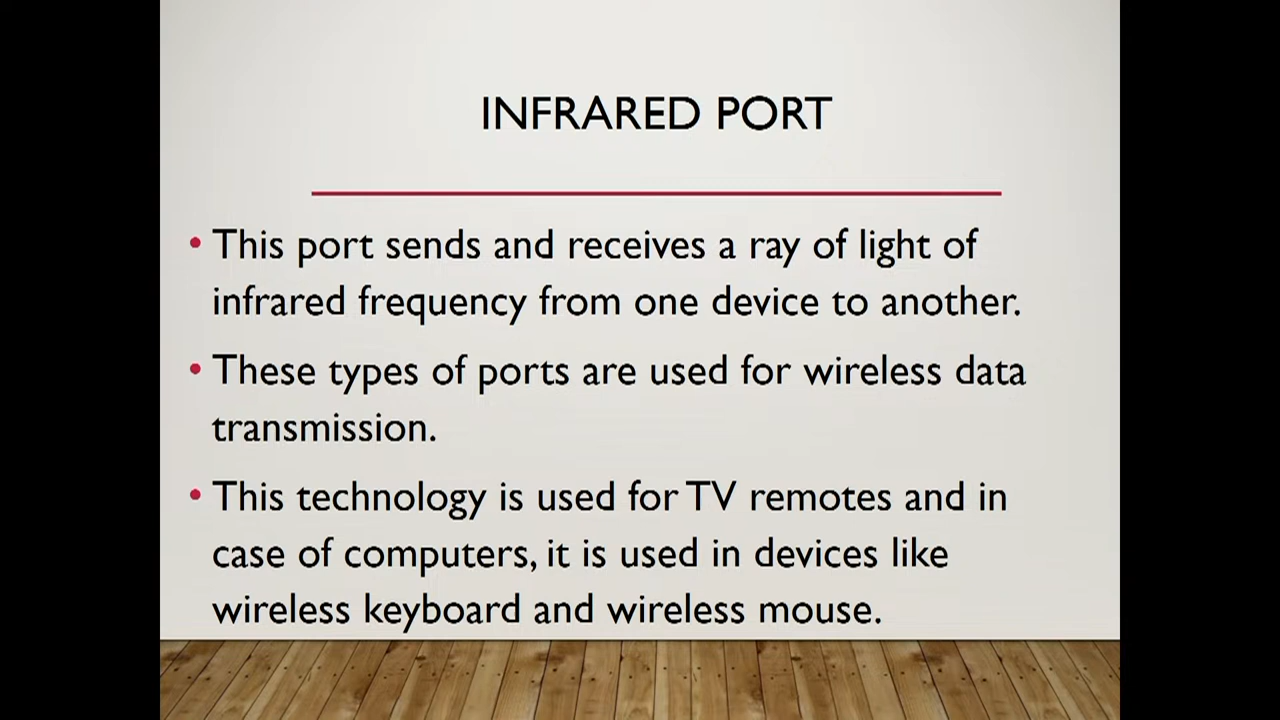 INFRARED PORT
• This port sends and receives a ray of light of
infrared frequency from one device to another.
• These types of ports are used for wireless data
transmission.
• This technology is used for TV remotes and in
case of computers, it is used in devices like
wireless keyboard and wireless mouse.